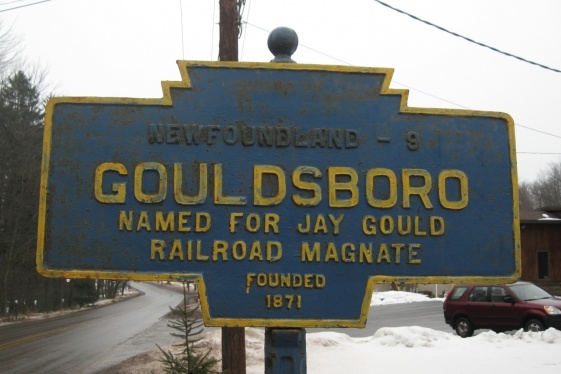 NEWFOUNDLAND - 9
GOULDSBORO
NAMED FOR JAY GOULD
RAILROAD MAGNATE
FOUNDED
1871